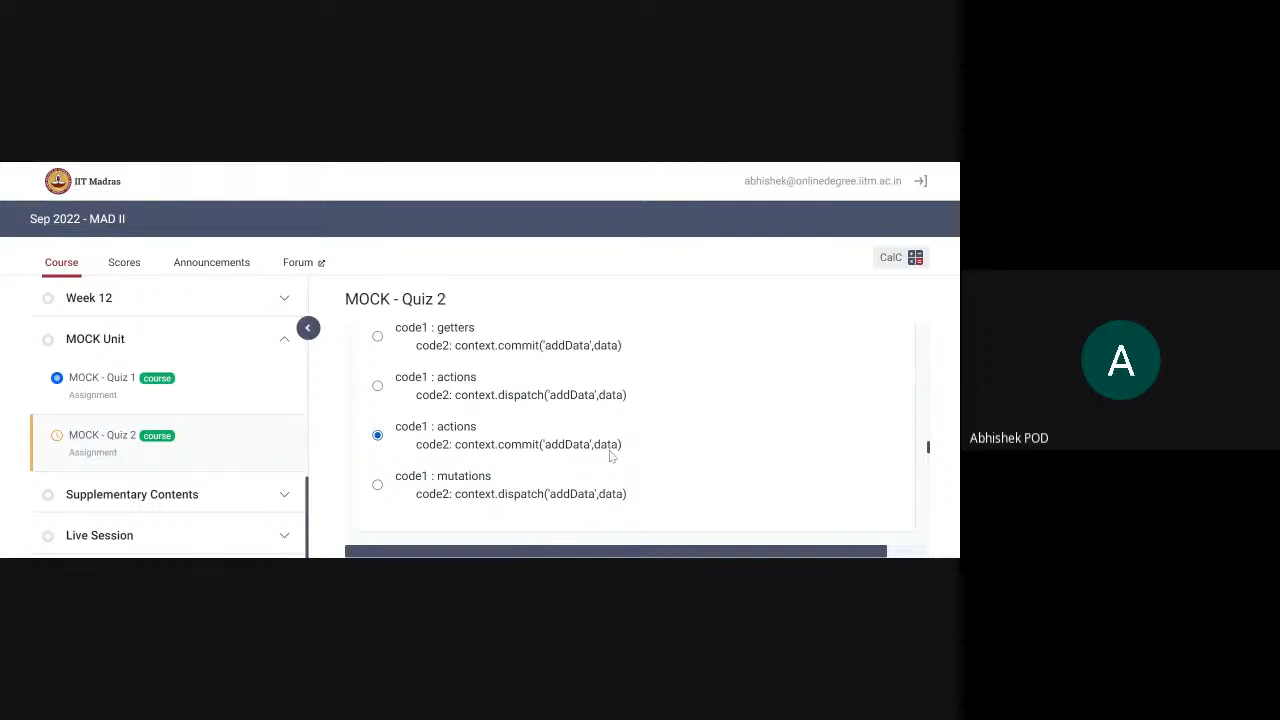 IIT Madras
abhishek@onlinedegree.iitm.ac.in
Sep 2022 - MAD II
Course Scores Announcements Forum
CalC
Week 12
MOCK Unit
MOCK - Quiz 1 course
Assignment
MOCK - Quiz 2 course
Assignment
Supplementary Contents
Live Session
MOCK - Quiz 2
code1 : getters
code2: context.commit('addData',data)
code1 : actions
code2: context.dispatch('addData',data)
code1 : actions
code2: context.commit('addData',data)
code1 : mutations
code2: context.dispatch('addData',data)
A
Abhishek POD